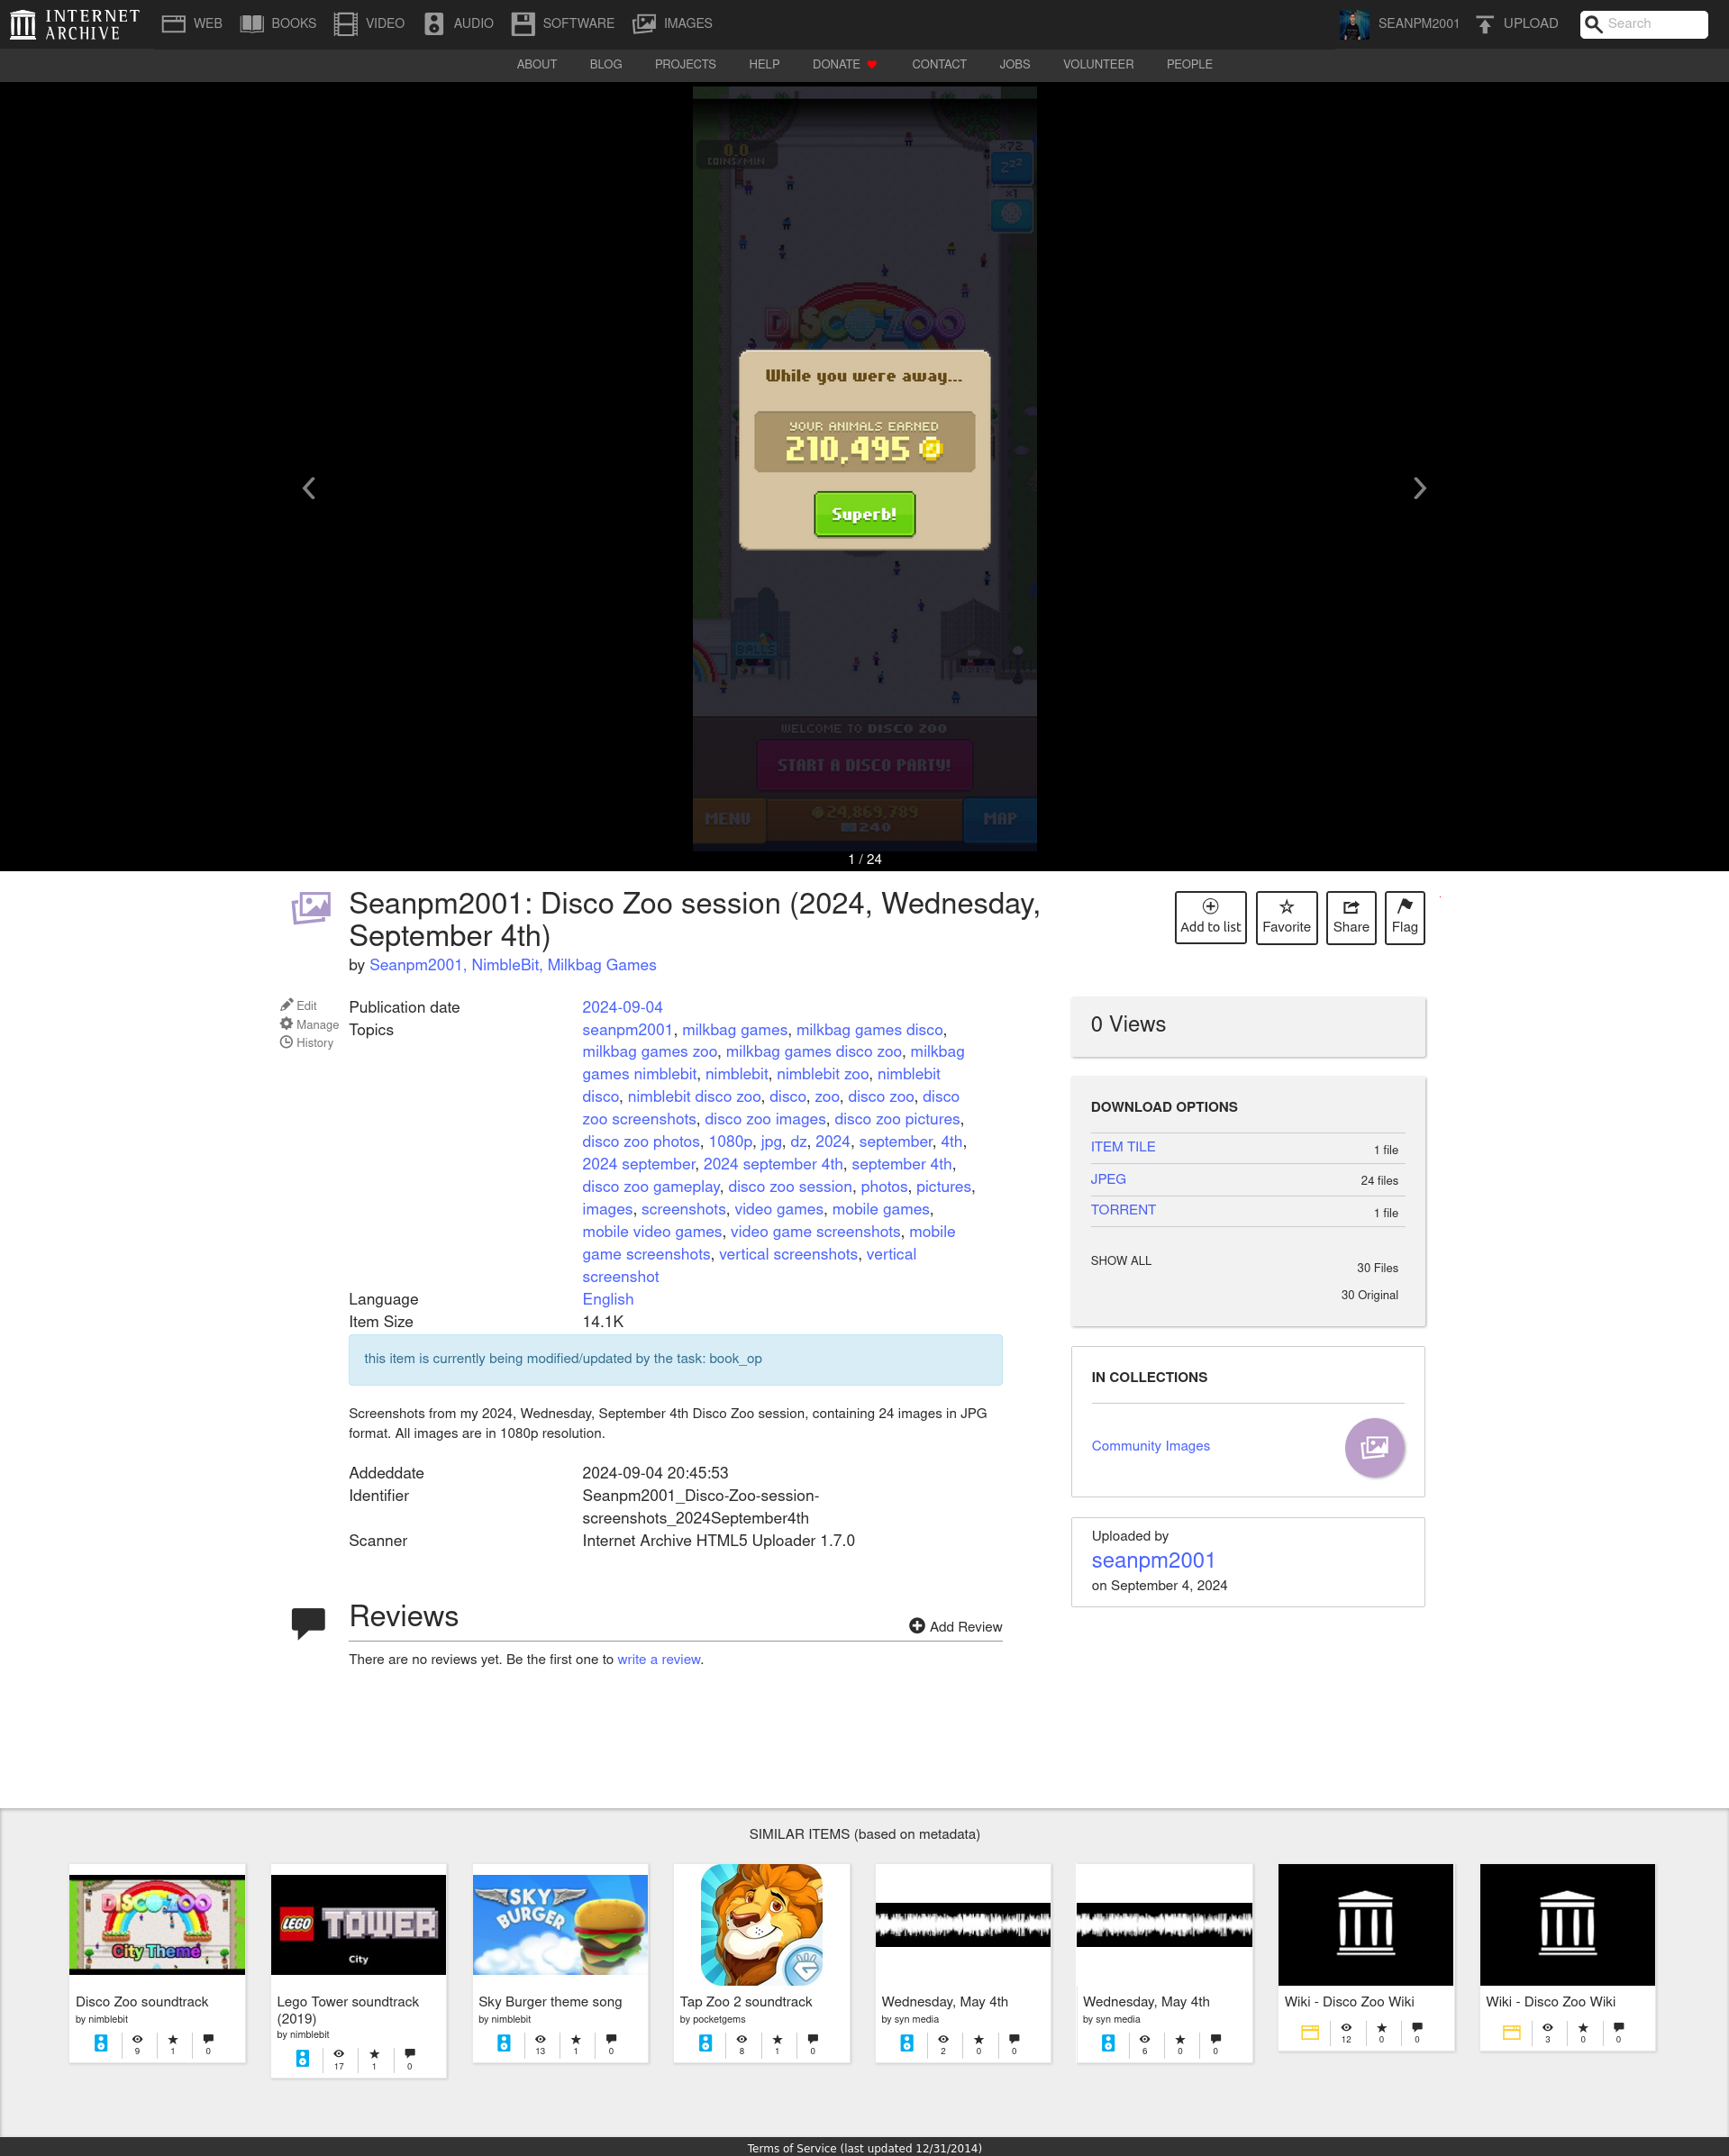 INTERNET
ARCHIVE
WEB
BOOKS
VIDEO
AUDIO
SOFTWARE
IMAGES
SEANPM2001
UPLOAD
Search
ABOUT
BLOG
PROJECTS
HELP
DONATE
CONTACT
JOBS
VOLUNTEER
PEOPLE
0.0
COINS/MIN
x72
zzz
x1
DISCO ZOO
While you were away...
YOUR ANIMALS EARNED
210,495
Superb!
BALLS
WELCOME TO DISCO ZOO
START A DISCO PARTY!
MENU
24,869,789
240
MAP
1 / 24
Seanpm2001: Disco Zoo session (2024, Wednesday,
September 4th)
by Seanpm2001, NimbleBit, Milkbag Games
Add to list
Favorite
Share
Flag
Edit
Manage
History
Publication date 2024-09-04
Topics seanpm2001, milkbag games, milkbag games disco,
milkbag games zoo, milkbag games disco zoo, milkbag
games nimblebit, nimblebit, nimblebit zoo, nimblebit
disco, nimblebit disco zoo, disco, zoo, disco zoo, disco
zoo screenshots, disco zoo images, disco zoo pictures,
disco zoo photos, 1080p, jpg, dz, 2024, september, 4th,
2024 september, 2024 september 4th, september 4th,
disco zoo gameplay, disco zoo session, photos, pictures,
images, screenshots, video games, mobile games,
mobile video games, video game screenshots, mobile
game screenshots, vertical screenshots, vertical
screenshot
Language English
Item Size 14.1K
this item is currently being modified/updated by the task: book_op
Screenshots from my 2024, Wednesday, September 4th Disco Zoo session, containing 24 images in JPG
format. All images are in 1080p resolution.
Addeddate 2024-09-04 20:45:53
Identifier Seanpm2001_Disco-Zoo-session-
screenshots_2024September4th
Scanner Internet Archive HTML5 Uploader 1.7.0
Reviews
Add Review
There are no reviews yet. Be the first one to write a review.
0 Views
DOWNLOAD OPTIONS
ITEM TILE 1 file
JPEG 24 files
TORRENT 1 file
SHOW ALL 30 Files
30 Original
IN COLLECTIONS
Community Images
Uploaded by
seanpm2001
on September 4, 2024
SIMILAR ITEMS (based on metadata)
DISCO ZOO
City Theme
Disco Zoo soundtrack
by nimblebit
9 1 0
LEGO TOWER
City
Lego Tower soundtrack
(2019)
by nimblebit
17 1 0
SKY
BURGER
Sky Burger theme song
by nimblebit
13 1 0
Tap Zoo 2 soundtrack
by pocketgems
8 1 0
Wednesday, May 4th
by syn media
2 0 0
Wednesday, May 4th
by syn media
6 0 0
Wiki - Disco Zoo Wiki
12 0 0
Wiki - Disco Zoo Wiki
3 0 0
Terms of Service (last updated 12/31/2014)